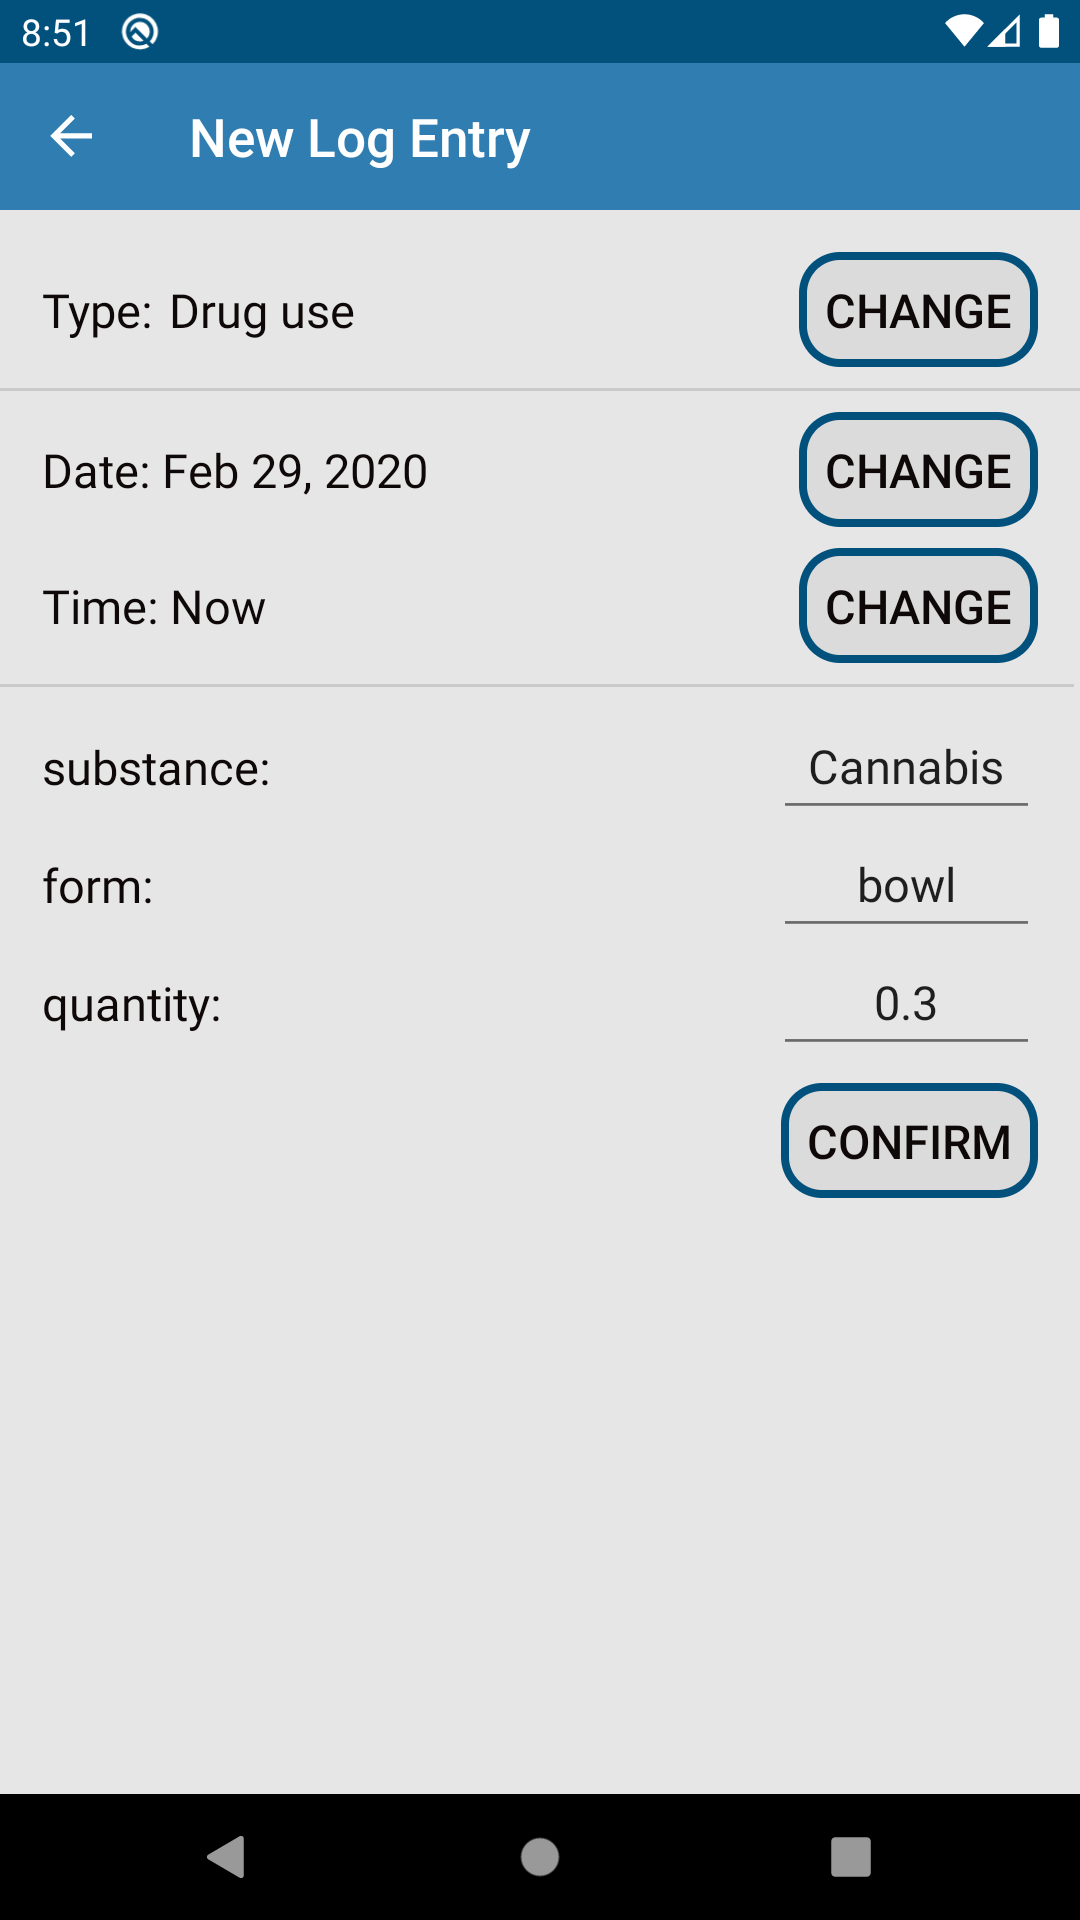 8:51
New Log Entry
Type: Drug use CHANGE
Date: Feb 29, 2020 CHANGE
Time: Now CHANGE
substance: Cannabis
form: bowl
quantity: 0.3
CONFIRM